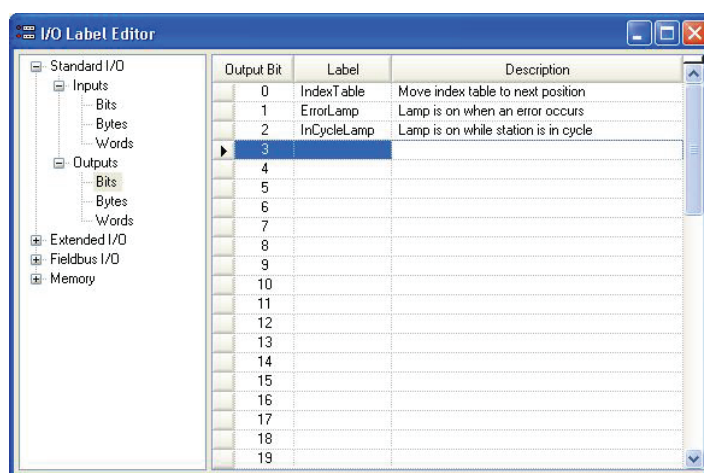 I/O Label Editor
Standard I/O
Inputs
Bits
Bytes
Words
Outputs
Bits
Bytes
Words
Extended I/O
Fieldbus I/O
Memory
Output Bit Label Description
0 IndexTable Move index table to next position
1 ErrorLamp Lamp is on when an error occurs
2 InCycleLamp Lamp is on while station is in cycle
3
4
5
6
7
8
9
10
11
12
13
14
15
16
17
18
19